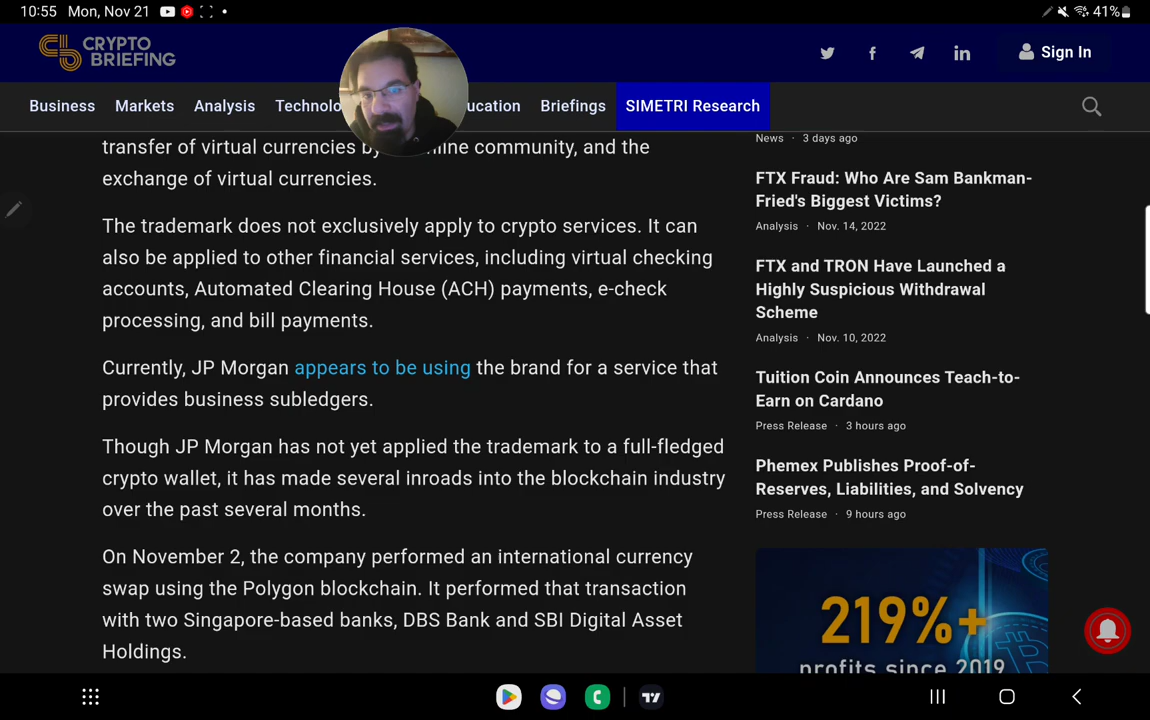 10:55 Mon, Nov 21
41%
CRYPTO
BRIEFING
Sign In
Business Markets Analysis Technolo ucation Briefings SIMETRI Research
transfer of virtual currencies b nline community, and the
exchange of virtual currencies.
The trademark does not exclusively apply to crypto services. It can
also be applied to other financial services, including virtual checking
accounts, Automated Clearing House (ACH) payments, e-check
processing, and bill payments.
Currently, JP Morgan appears to be using the brand for a service that
provides business subledgers.
Though JP Morgan has not yet applied the trademark to a full-fledged
crypto wallet, it has made several inroads into the blockchain industry
over the past several months.
On November 2, the company performed an international currency
swap using the Polygon blockchain. It performed that transaction
with two Singapore-based banks, DBS Bank and SBI Digital Asset
Holdings.
News · 3 days ago
FTX Fraud: Who Are Sam Bankman-
Fried's Biggest Victims?
Analysis · Nov. 14, 2022
FTX and TRON Have Launched a
Highly Suspicious Withdrawal
Scheme
Analysis · Nov. 10, 2022
Tuition Coin Announces Teach-to-
Earn on Cardano
Press Release · 3 hours ago
Phemex Publishes Proof-of-
Reserves, Liabilities, and Solvency
Press Release · 9 hours ago
219%+
profits since 2019